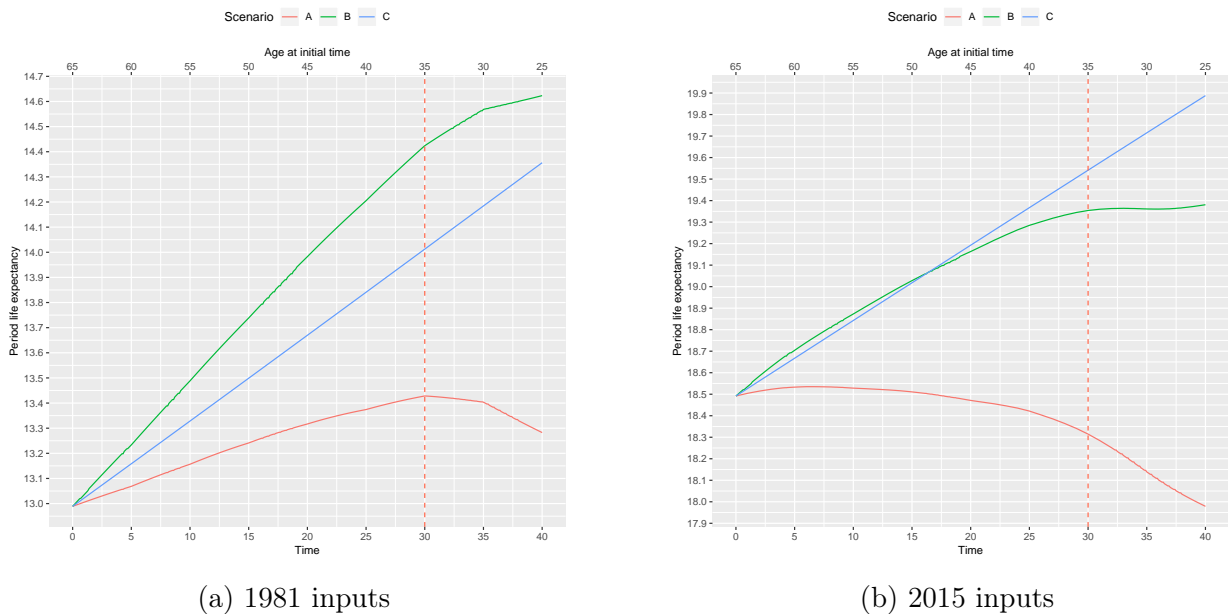 Scenario A B C
Age at initial time
65 60 55 50 45 40 35 30 25
14.7
14.6
14.5
14.4
14.3
14.2
14.1
14.0
13.9
13.8
13.7
13.6
13.5
13.4
13.3
13.2
13.1
13.0
Period life expectancy
0 5 10 15 20 25 30 35 40
Time
(a) 1981 inputs
Scenario A B C
Age at initial time
65 60 55 50 45 40 35 30 25
19.9
19.8
19.7
19.6
19.5
19.4
19.3
19.2
19.1
19.0
18.9
18.8
18.7
18.6
18.5
18.4
18.3
18.2
18.1
18.0
17.9
Period life expectancy
0 5 10 15 20 25 30 35 40
Time
(b) 2015 inputs